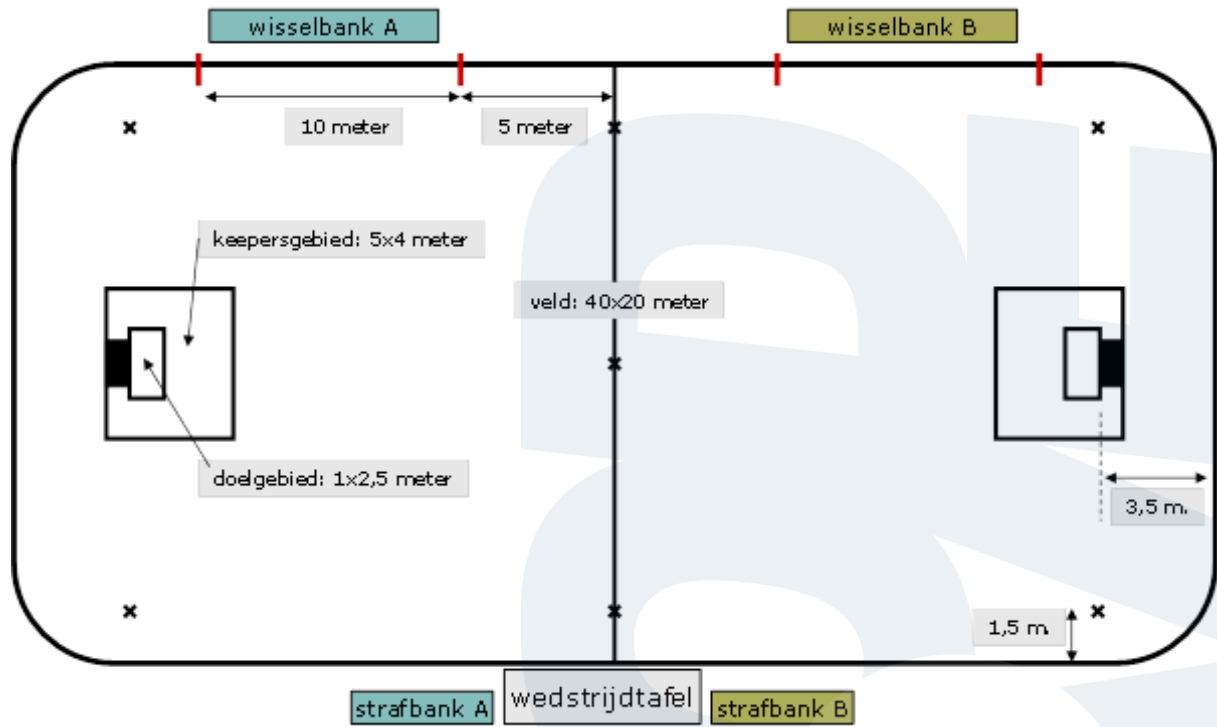 wisselbank A
wisselbank B
10 meter
5 meter
keepersgebied: 5x4 meter
veld: 40x20 meter
doelgebied: 1x2,5 meter
3,5 m.
1,5 m.
strafbank A
wedstrijdtafel
strafbank B